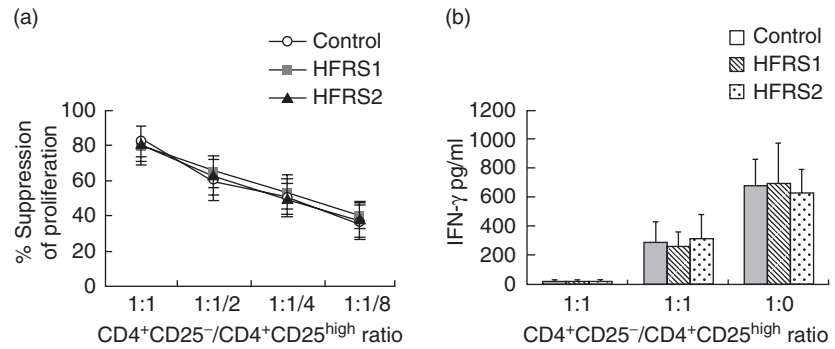 (a)
Control
HFRS1
HFRS2
% Suppression
of proliferation
100
80
60
40
20
0
1:1
1:1/2
1:1/4
1:1/8
CD4⁺CD25⁻/CD4⁺CD25ʰⁱᵍʰ ratio
(b)
Control
HFRS1
HFRS2
IFN-γ pg/ml
1200
1000
800
600
400
200
0
1:1
1:1
1:0
CD4⁺CD25⁻/CD4⁺CD25ʰⁱᵍʰ ratio